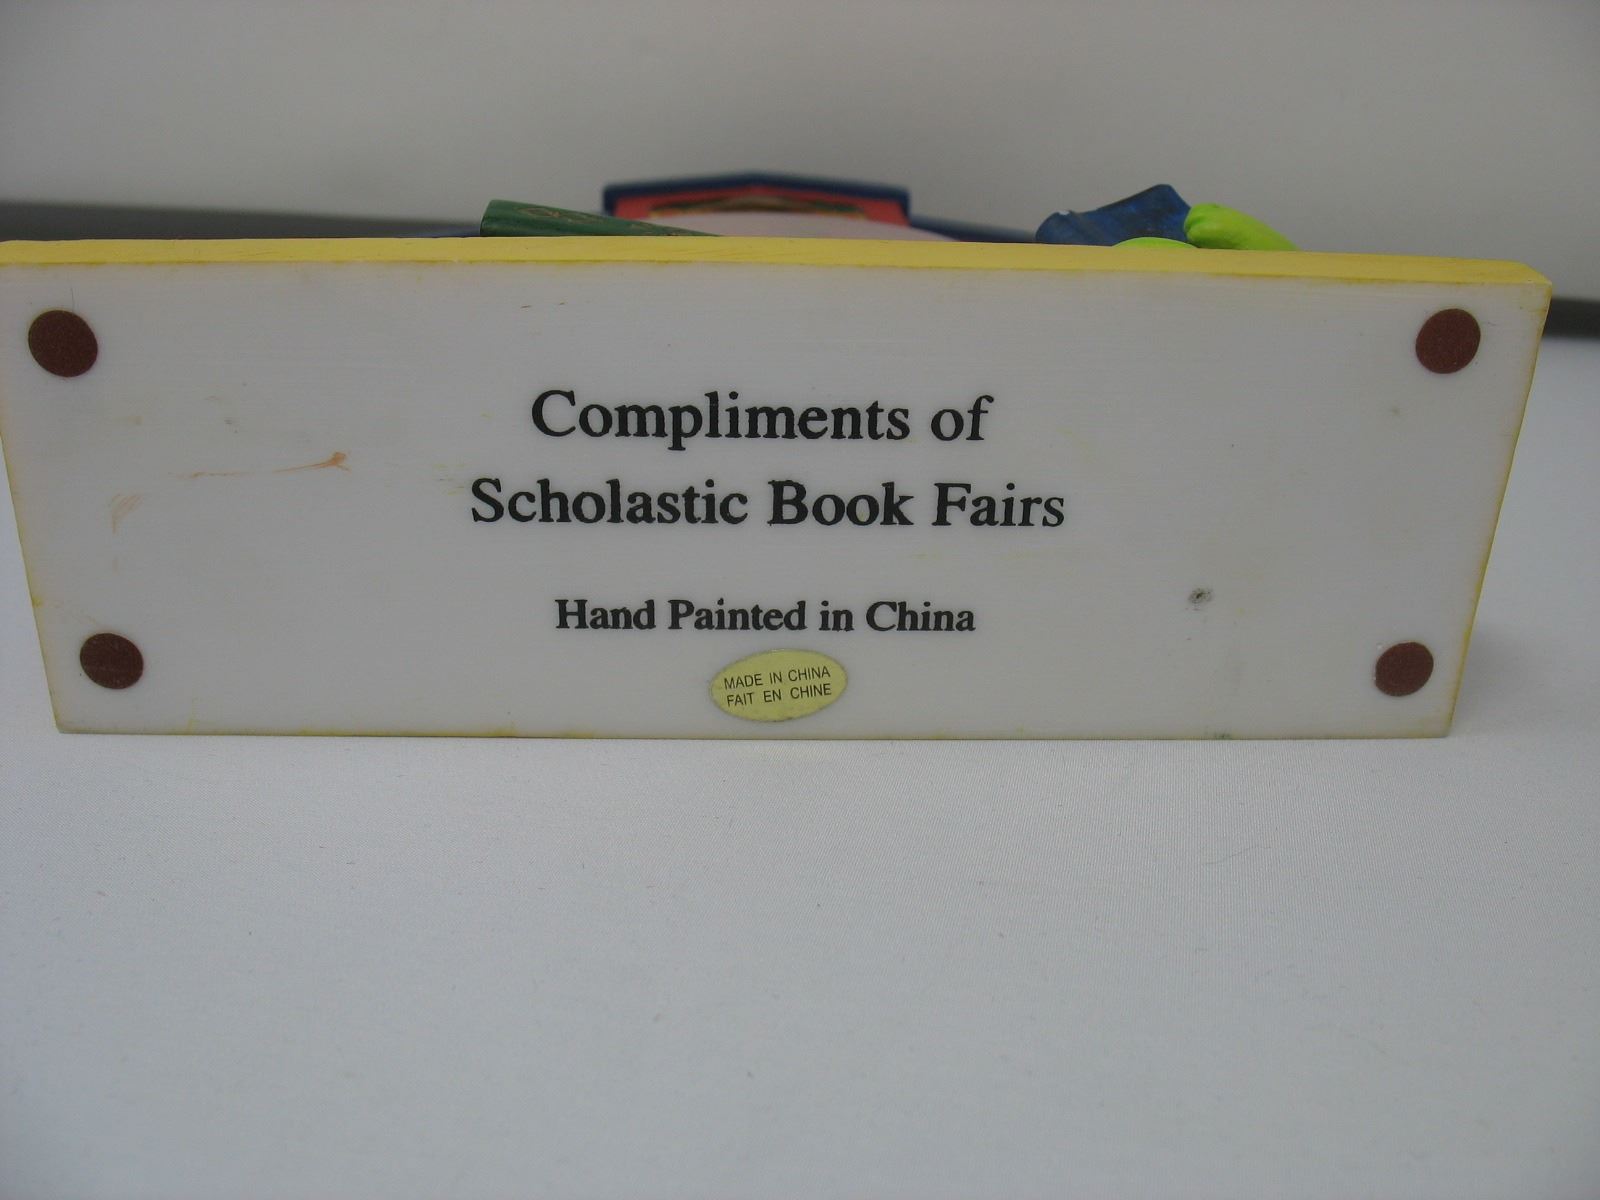 Compliments of
Scholastic Book Fairs
Hand Painted in China
MADE IN CHINA
FAIT EN CHINE